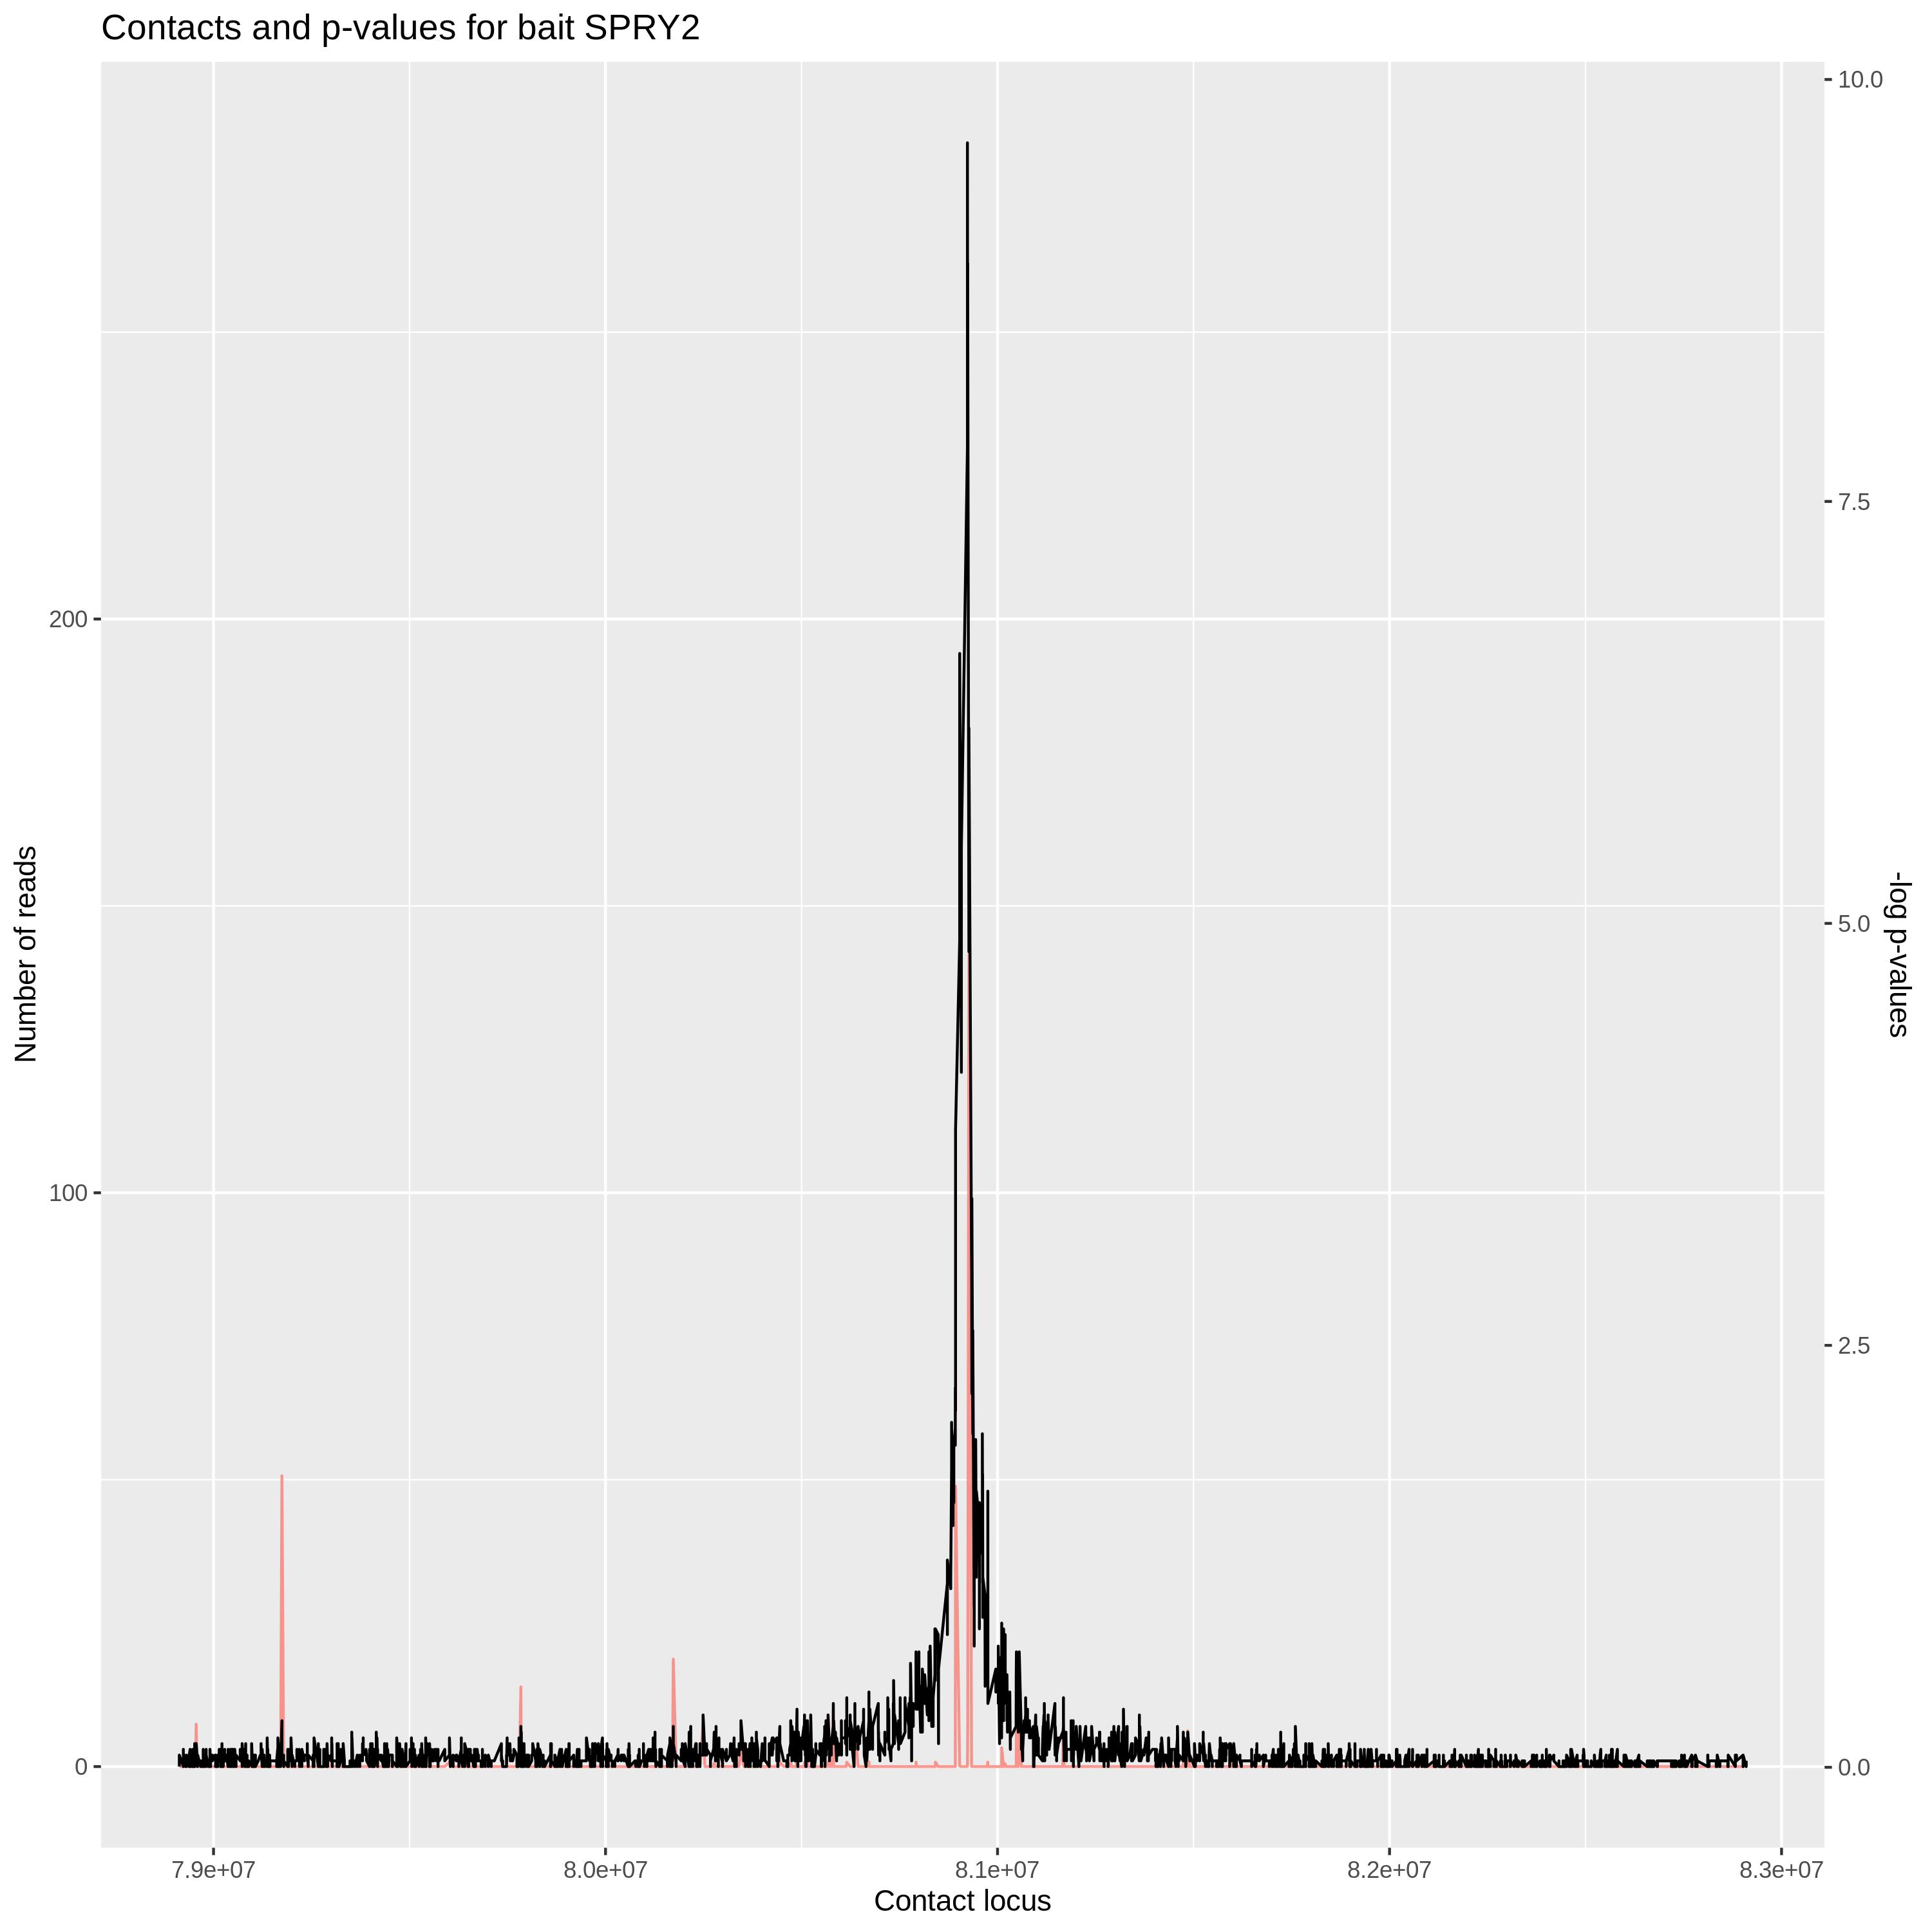 Contacts and p-values for bait SPRY2
Number of reads
200
100
0
10.0
7.5
5.0
2.5
0.0
-log p-values
7.9e+07 8.0e+07 8.1e+07 8.2e+07 8.3e+07
Contact locus